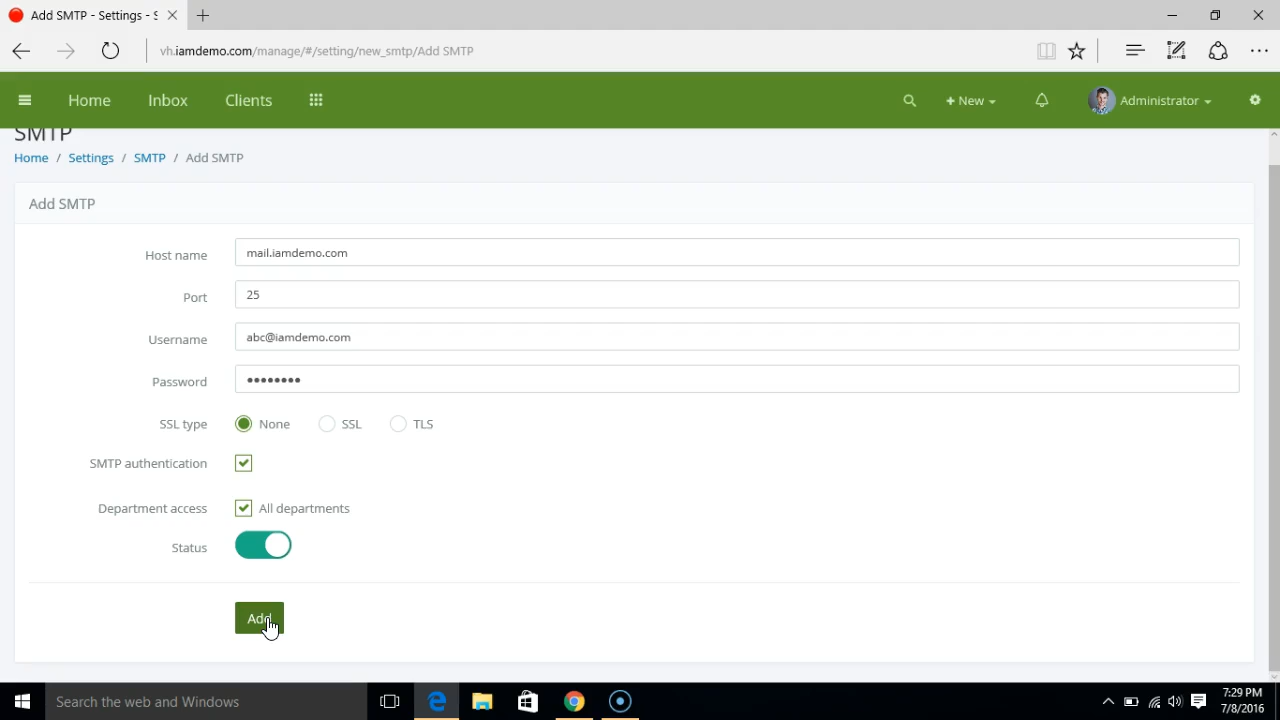 Add SMTP - Settings - S
vh.iamdemo.com/manage/#/setting/new_smtp/Add SMTP
Home Inbox Clients + New Administrator
SMTP
Home / Settings / SMTP / Add SMTP
Add SMTP
Host name mail.iamdemo.com
Port 25
Username abc@iamdemo.com
Password ••••••••
SSL type None SSL TLS
SMTP authentication
Department access All departments
Status
Add
Search the web and Windows
7:29 PM
7/8/2016